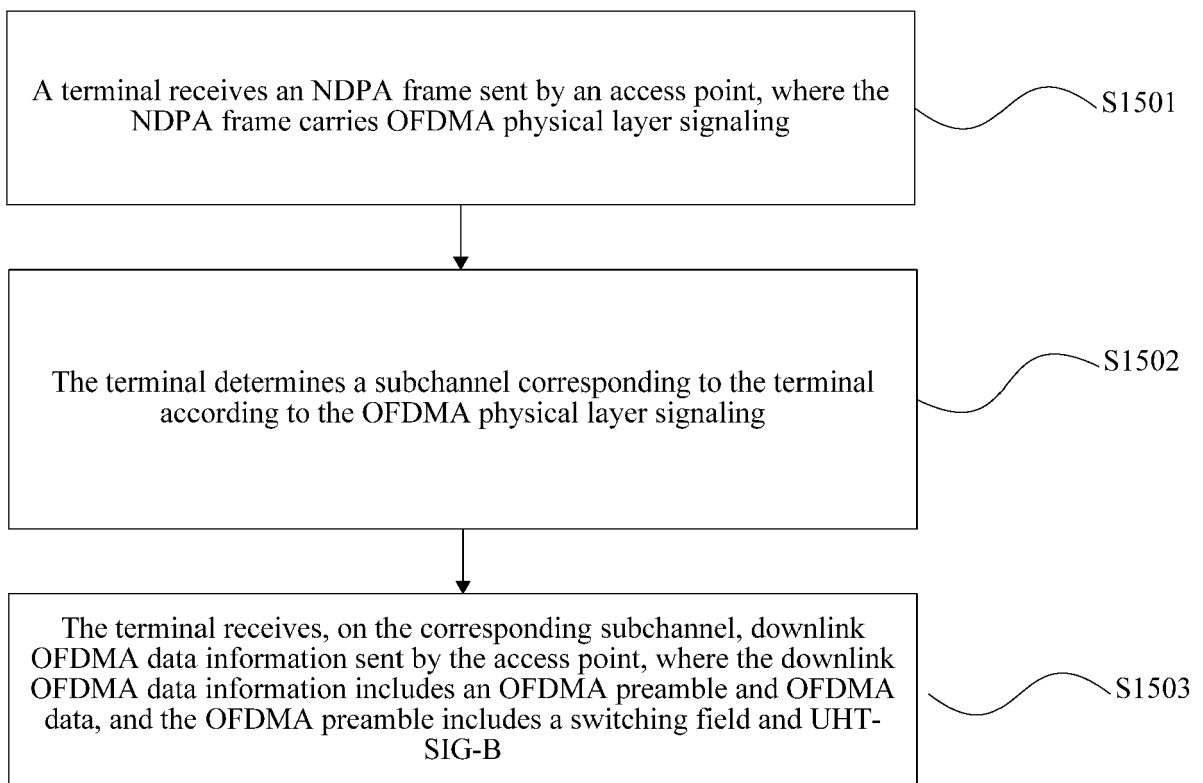 A terminal receives an NDPA frame sent by an access point, where the
NDPA frame carries OFDMA physical layer signaling
S1501
The terminal determines a subchannel corresponding to the terminal
according to the OFDMA physical layer signaling
S1502
The terminal receives, on the corresponding subchannel, downlink
OFDMA data information sent by the access point, where the downlink
OFDMA data information includes an OFDMA preamble and OFDMA
data, and the OFDMA preamble includes a switching field and UHT-
SIG-B
S1503